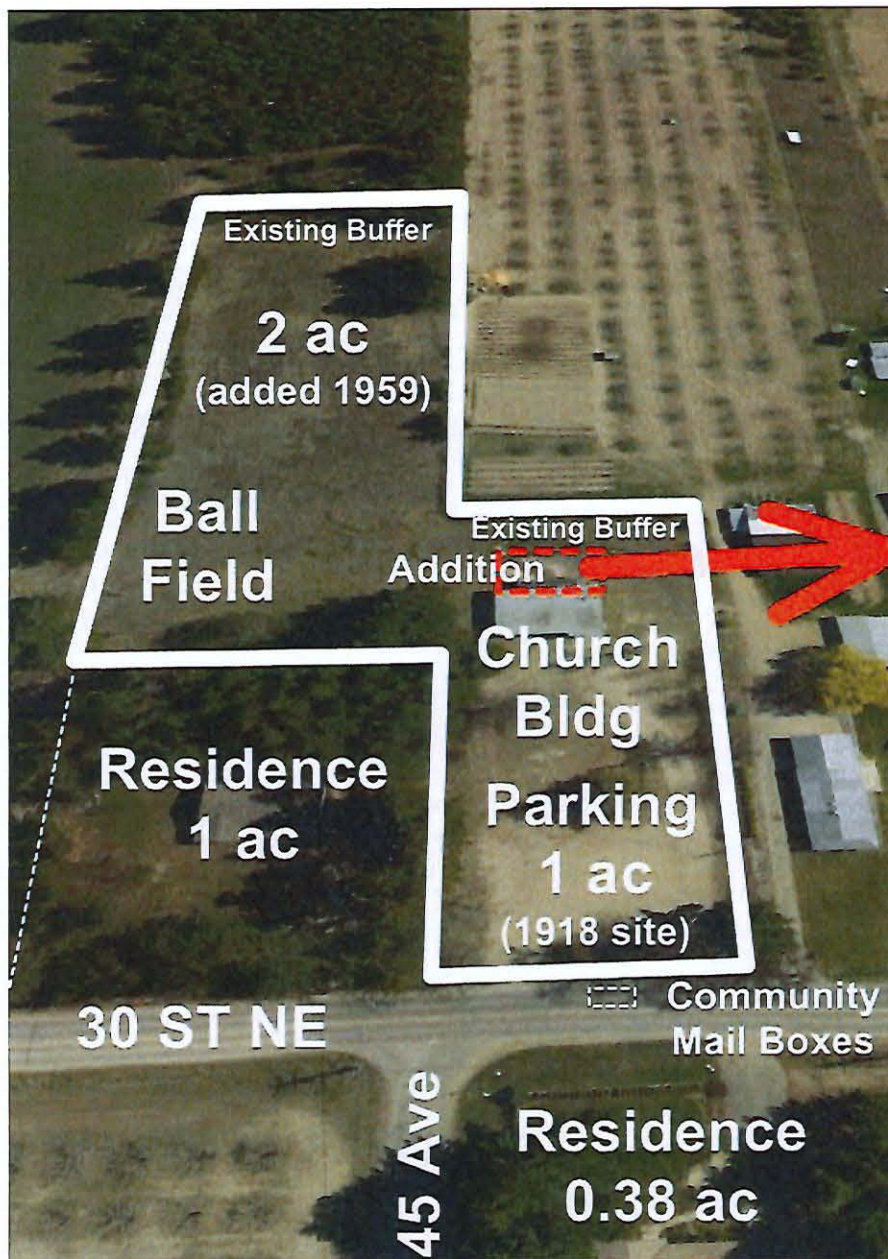 Existing Buffer
2 ac
(added 1959)
Ball
Field
Existing Buffer
Addition
Church
Bldg
Parking
1 ac
(1918 site)
Residence
1 ac
30 ST NE
Community
Mail Boxes
45 Ave
Residence
0.38 ac